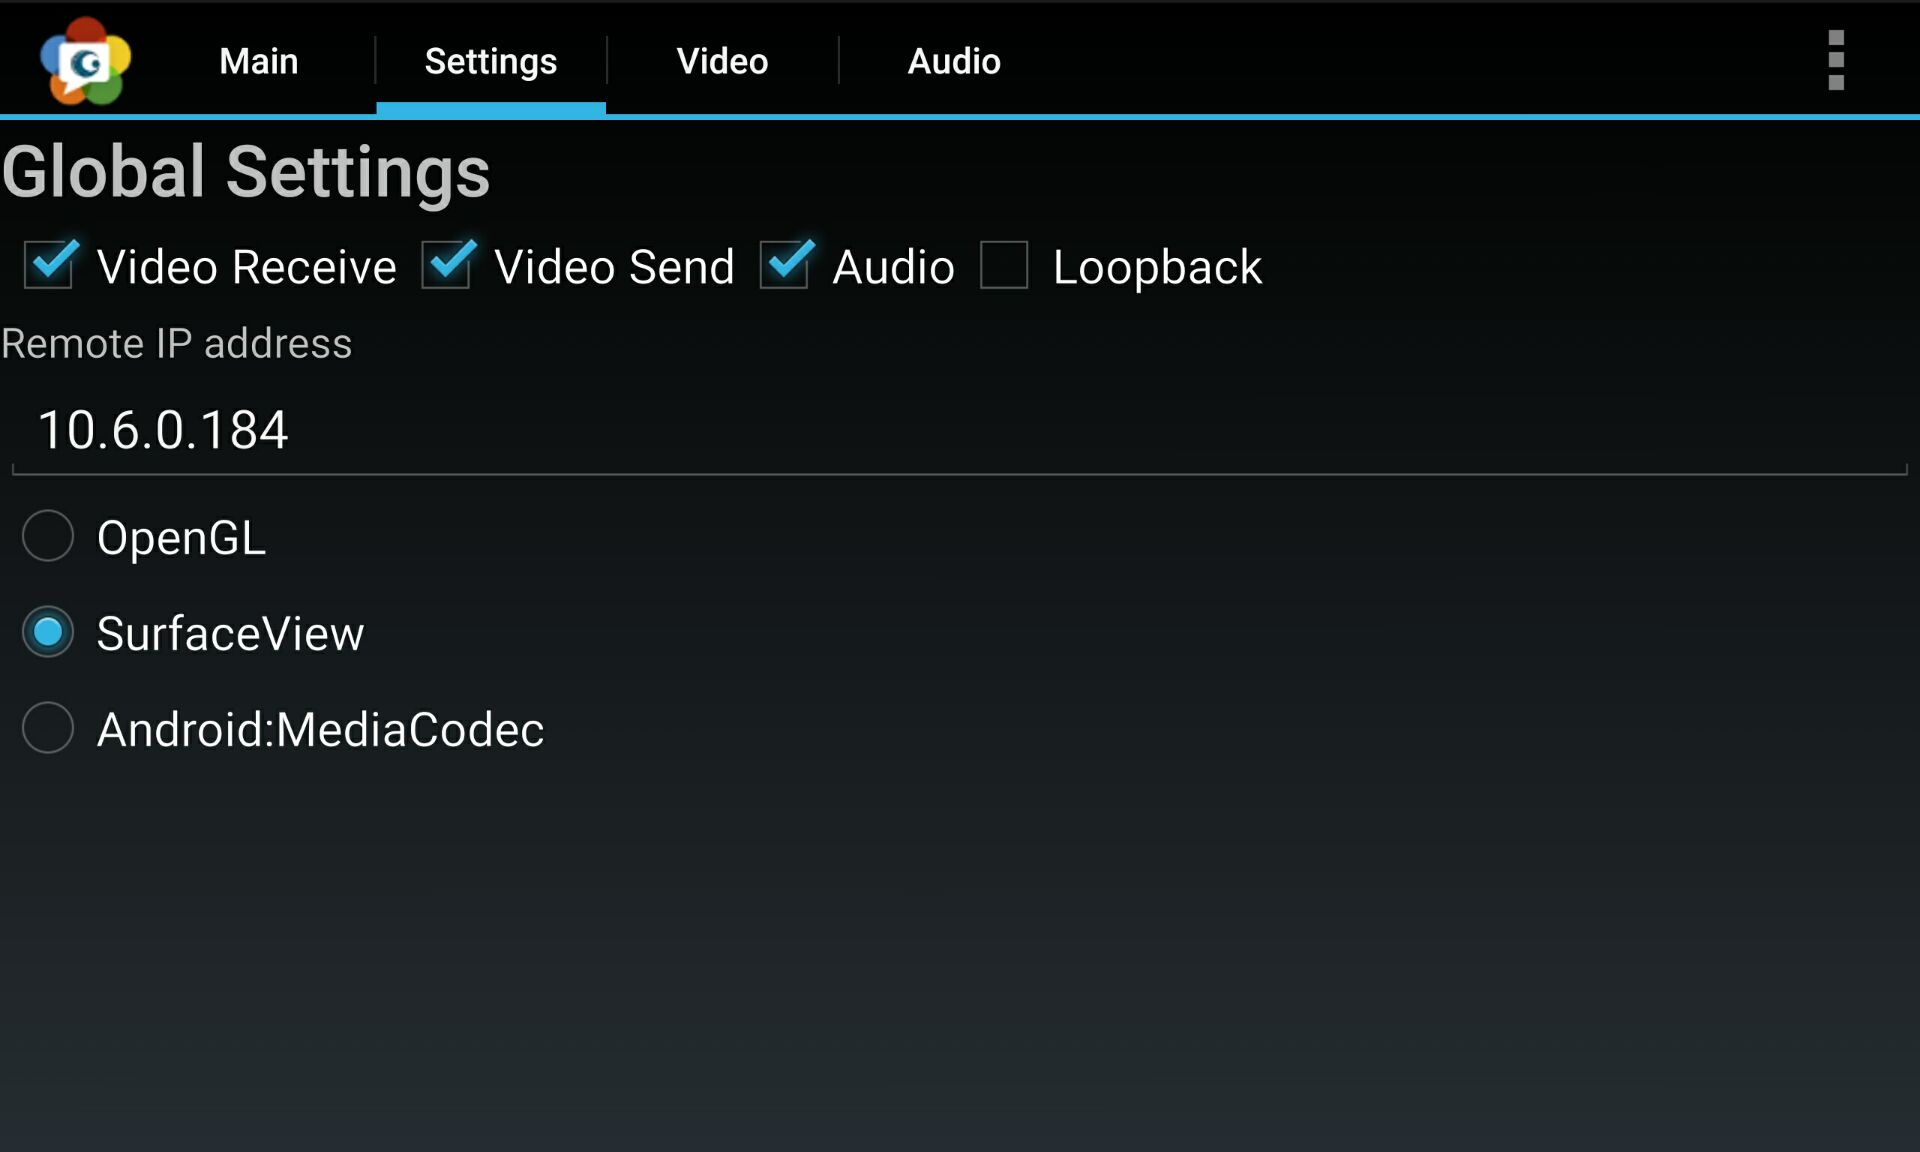 Main Settings Video Audio
Global Settings
Video Receive Video Send Audio Loopback
Remote IP address
10.6.0.184
OpenGL
SurfaceView
Android:MediaCodec